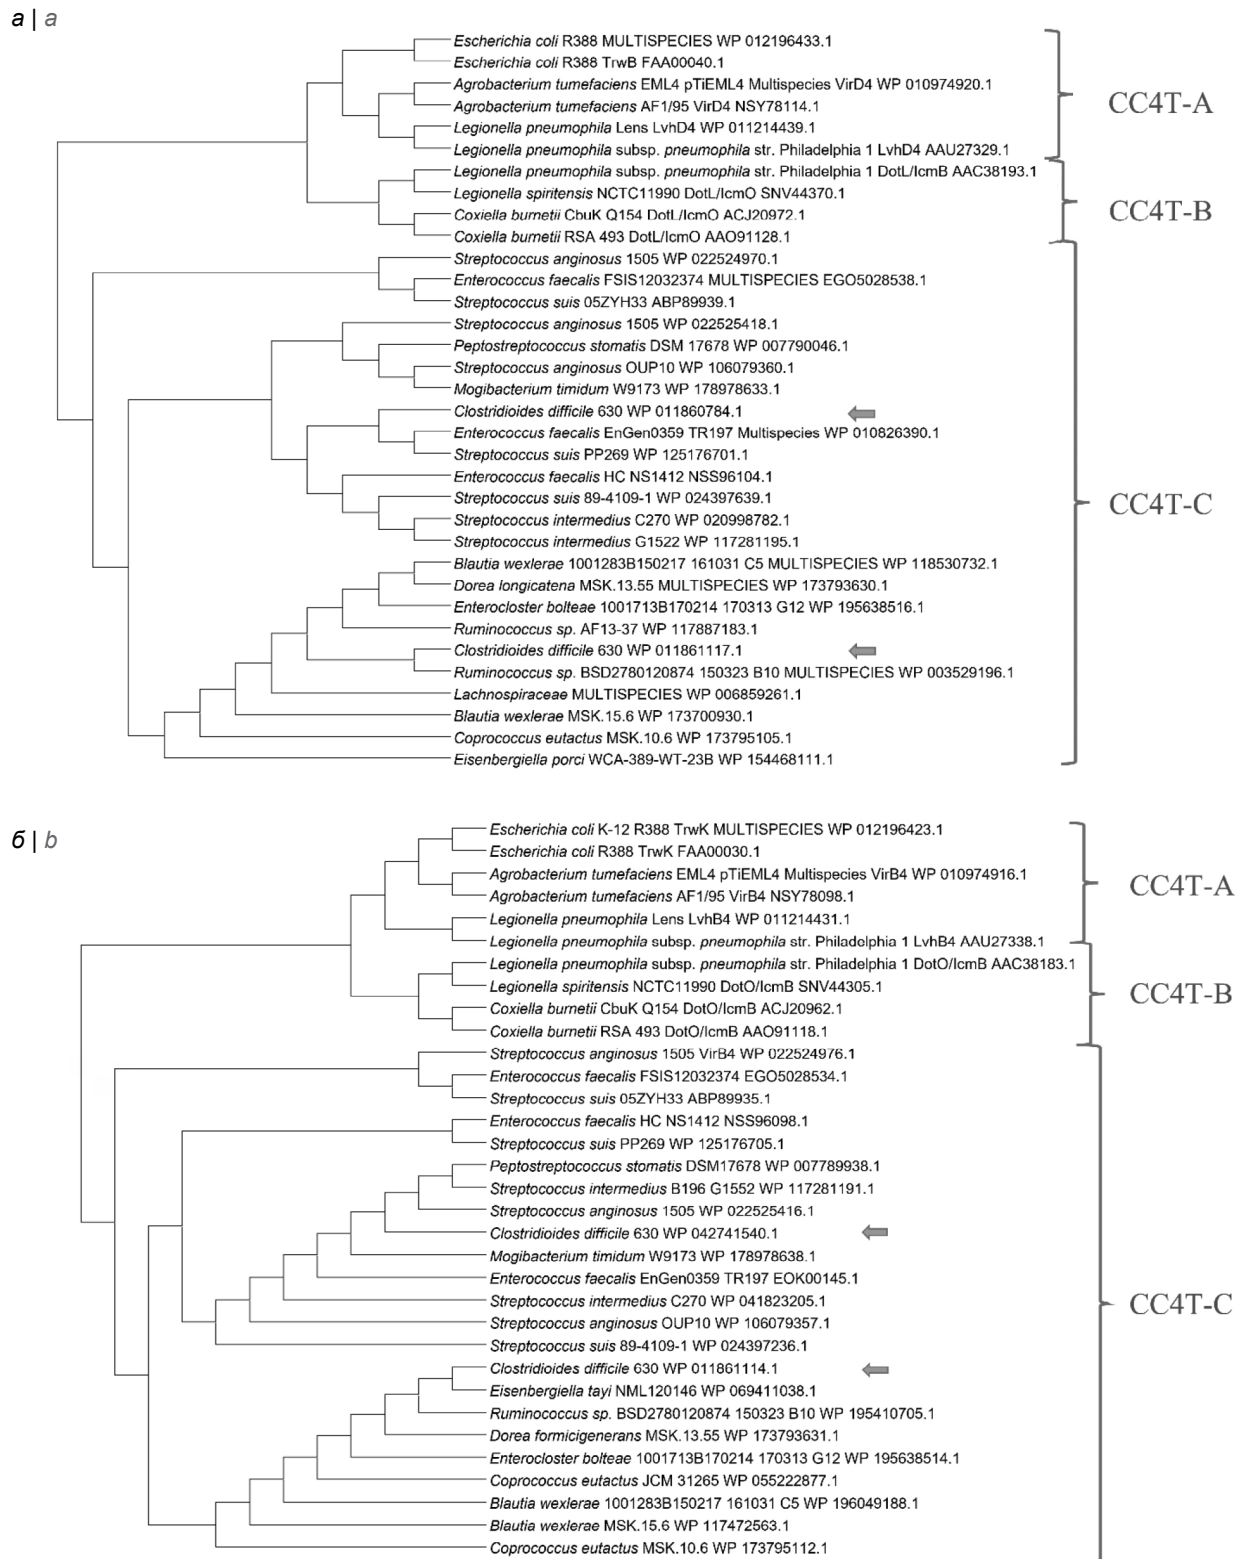 а | a
Escherichia coli R388 MULTISPECIES WP 012196433.1
Escherichia coli R388 TrwB FAA00040.1
Agrobacterium tumefaciens EML4 pTiEML4 Multispecies VirD4 WP 010974920.1
Agrobacterium tumefaciens AF1/95 VirD4 NSY78114.1
CC4T-A
Legionella pneumophila Lens LvhD4 WP 011214439.1
Legionella pneumophila subsp. pneumophila str. Philadelphia 1 LvhD4 AAU27329.1
Legionella pneumophila subsp. pneumophila str. Philadelphia 1 DotL/IcmB AAC38193.1
Legionella spiritensis NCTC11990 DotL/IcmO SNV44370.1
CC4T-B
Coxiella burnetii CbuK Q154 DotL/IcmO ACJ20972.1
Coxiella burnetii RSA 493 DotL/IcmO AAO91128.1
Streptococcus anginosus 1505 WP 022524970.1
Enterococcus faecalis FSIS12032374 MULTISPECIES EGO5028538.1
Streptococcus suis 05ZYH33 ABP89939.1
Streptococcus anginosus 1505 WP 022525418.1
Peptostreptococcus stomatis DSM 17678 WP 007790046.1
Streptococcus anginosus OUP10 WP 106079360.1
Mogibacterium timidum W9173 WP 178978633.1
Clostridioides difficile 630 WP 011860784.1
Enterococcus faecalis EnGen0359 TR197 Multispecies WP 010826390.1
Streptococcus suis PP269 WP 125176701.1
Enterococcus faecalis HC NS1412 NSS96104.1
Streptococcus suis 89-4109-1 WP 024397639.1
CC4T-C
Streptococcus intermedius C270 WP 020998782.1
Streptococcus intermedius G1522 WP 117281195.1
Blautia wexlerae 1001283B150217 161031 C5 MULTISPECIES WP 118530732.1
Dorea longicatena MSK.13.55 MULTISPECIES WP 173793630.1
Enterocloster bolteae 1001713B170214 170313 G12 WP 195638516.1
Ruminococcus sp. AF13-37 WP 117887183.1
Clostridioides difficile 630 WP 011861117.1
Ruminococcus sp. BSD2780120874 150323 B10 MULTISPECIES WP 003529196.1
Lachnospiraceae MULTISPECIES WP 006859261.1
Blautia wexlerae MSK.15.6 WP 173700930.1
Coprococcus eutactus MSK.10.6 WP 173795105.1
Eisenbergiella porci WCA-389-WT-23B WP 154468111.1
б | b
Escherichia coli K-12 R388 TrwK MULTISPECIES WP 012196423.1
Escherichia coli R388 TrwK FAA00030.1
Agrobacterium tumefaciens EML4 pTiEML4 Multispecies VirB4 WP 010974916.1
CC4T-A
Agrobacterium tumefaciens AF1/95 VirB4 NSY78098.1
Legionella pneumophila Lens LvhB4 WP 011214431.1
Legionella pneumophila subsp. pneumophila str. Philadelphia 1 LvhB4 AAU27338.1
Legionella pneumophila subsp. pneumophila str. Philadelphia 1 DotO/IcmB AAC38183.1
Legionella spiritensis NCTC11990 DotO/IcmB SNV44305.1
CC4T-B
Coxiella burnetii CbuK Q154 DotO/IcmB ACJ20962.1
Coxiella burnetii RSA 493 DotO/IcmB AAO91118.1
Streptococcus anginosus 1505 VirB4 WP 022524976.1
Enterococcus faecalis FSIS12032374 EGO5028534.1
Streptococcus suis 05ZYH33 ABP89935.1
Enterococcus faecalis HC NS1412 NSS96098.1
Streptococcus suis PP269 WP 125176705.1
Peptostreptococcus stomatis DSM17678 WP 007789938.1
Streptococcus intermedius B196 G1552 WP 117281191.1
Streptococcus anginosus 1505 WP 022525416.1
Clostridioides difficile 630 WP 042741540.1
Mogibacterium timidum W9173 WP 178978638.1
Enterococcus faecalis EnGen0359 TR197 EOK00145.1
Streptococcus intermedius C270 WP 041823205.1
CC4T-C
Streptococcus anginosus OUP10 WP 106079357.1
Streptococcus suis 89-4109-1 WP 024397236.1
Clostridioides difficile 630 WP 011861114.1
Eisenbergiella tayi NML120146 WP 069411038.1
Ruminococcus sp. BSD2780120874 150323 B10 WP 195410705.1
Dorea formicigenerans MSK.13.55 WP 173793631.1
Enterocloster bolteae 1001713B170214 170313 G12 WP 195638514.1
Coprococcus eutactus JCM 31265 WP 055222877.1
Blautia wexlerae 1001283B150217 161031 C5 WP 196049188.1
Blautia wexlerae MSK.15.6 WP 117472563.1
Coprococcus eutactus MSK.10.6 WP 173795112.1